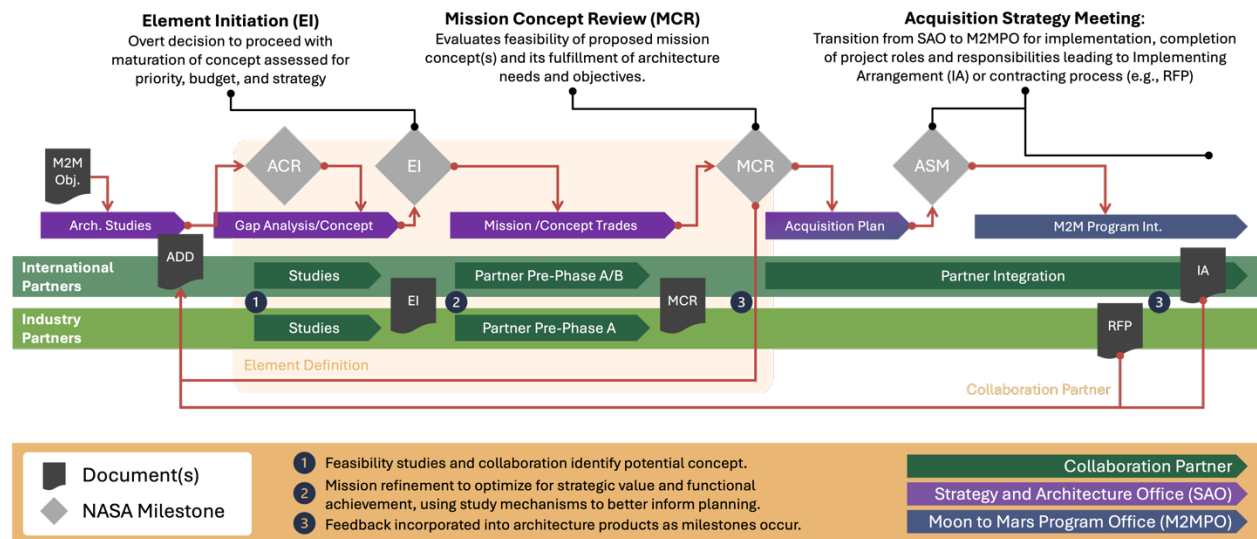 Element Initiation (EI)
Overt decision to proceed with
maturation of concept assessed for
priority, budget, and strategy
Mission Concept Review (MCR)
Evaluates feasibility of proposed mission
concept(s) and its fulfillment of architecture
needs and objectives.
Acquisition Strategy Meeting:
Transition from SAO to M2MPO for implementation, completion
of project roles and responsibilities leading to Implementing
Arrangement (IA) or contracting process (e.g., RFP)
M2M
Obj.
ACR
EI
MCR
ASM
Arch. Studies
Gap Analysis/Concept
Mission /Concept Trades
Acquisition Plan
M2M Program Int.
ADD
International
Partners
Studies
Partner Pre-Phase A/B
Partner Integration
IA
1
EI
2
MCR
3
3
Industry
Partners
Studies
Partner Pre-Phase A
RFP
Element Definition
Collaboration Partner
Document(s)
NASA Milestone
1 Feasibility studies and collaboration identify potential concept.
2 Mission refinement to optimize for strategic value and functional
achievement, using study mechanisms to better inform planning.
3 Feedback incorporated into architecture products as milestones occur.
Collaboration Partner
Strategy and Architecture Office (SAO)
Moon to Mars Program Office (M2MPO)